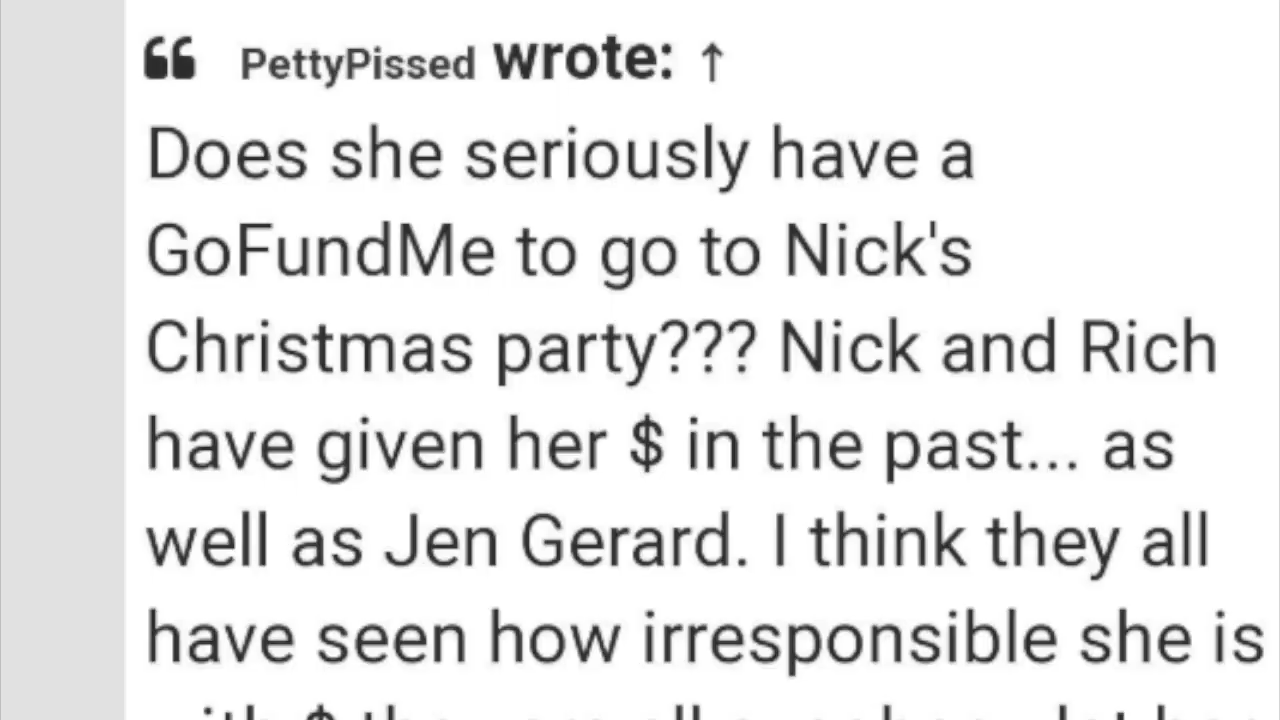 “ PettyPissed wrote: ↑
Does she seriously have a
GoFundMe to go to Nick's
Christmas party??? Nick and Rich
have given her $ in the past... as
well as Jen Gerard. I think they all
have seen how irresponsible she is